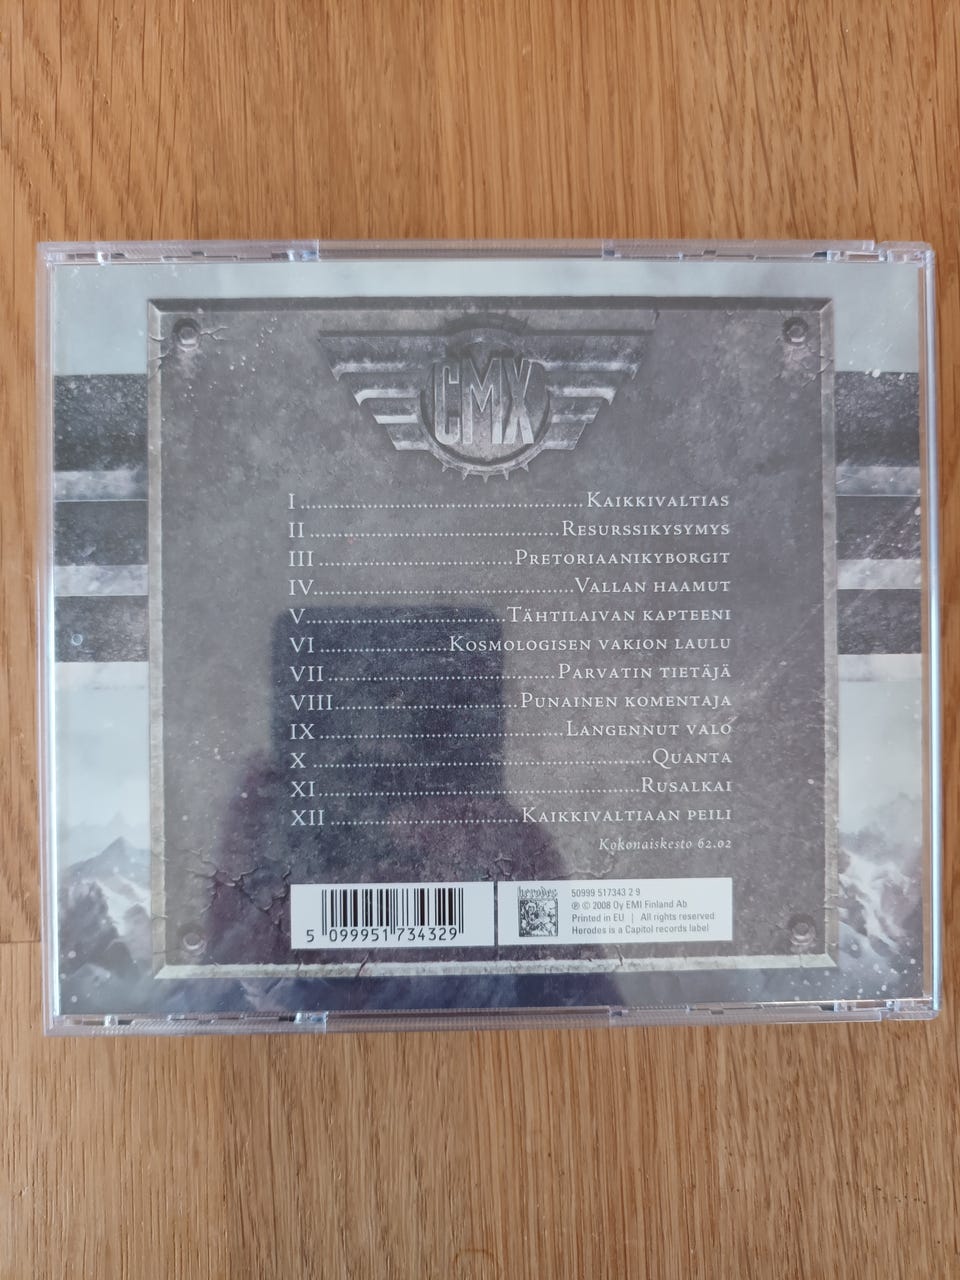 CMX
I ........ KAIKKIVALTIAS
II ........ RESURSSIKYSYMYS
III ........ PRETORIAANIKYBORGIT
IV ........ VALLAN HAAMUT
V ........ TÄHTILAIVAN KAPTEENI
VI ........ KOSMOLOGISEN VAKION LAULU
VII ........ PARVATIN TIETÄJÄ
VIII ........ PUNAINEN KOMENTAJA
IX ........ LANGENNUT VALO
X ........ QUANTA
XI ........ RUSALKAI
XII ........ KAIKKIVALTIAAN PEILI
Kokonaiskesto 62.02
5 099951 734329
herodes
50999 517343 2 9
℗ © 2008 Oy EMI Finland Ab
Printed in EU | All rights reserved
Herodes is a Capitol records label